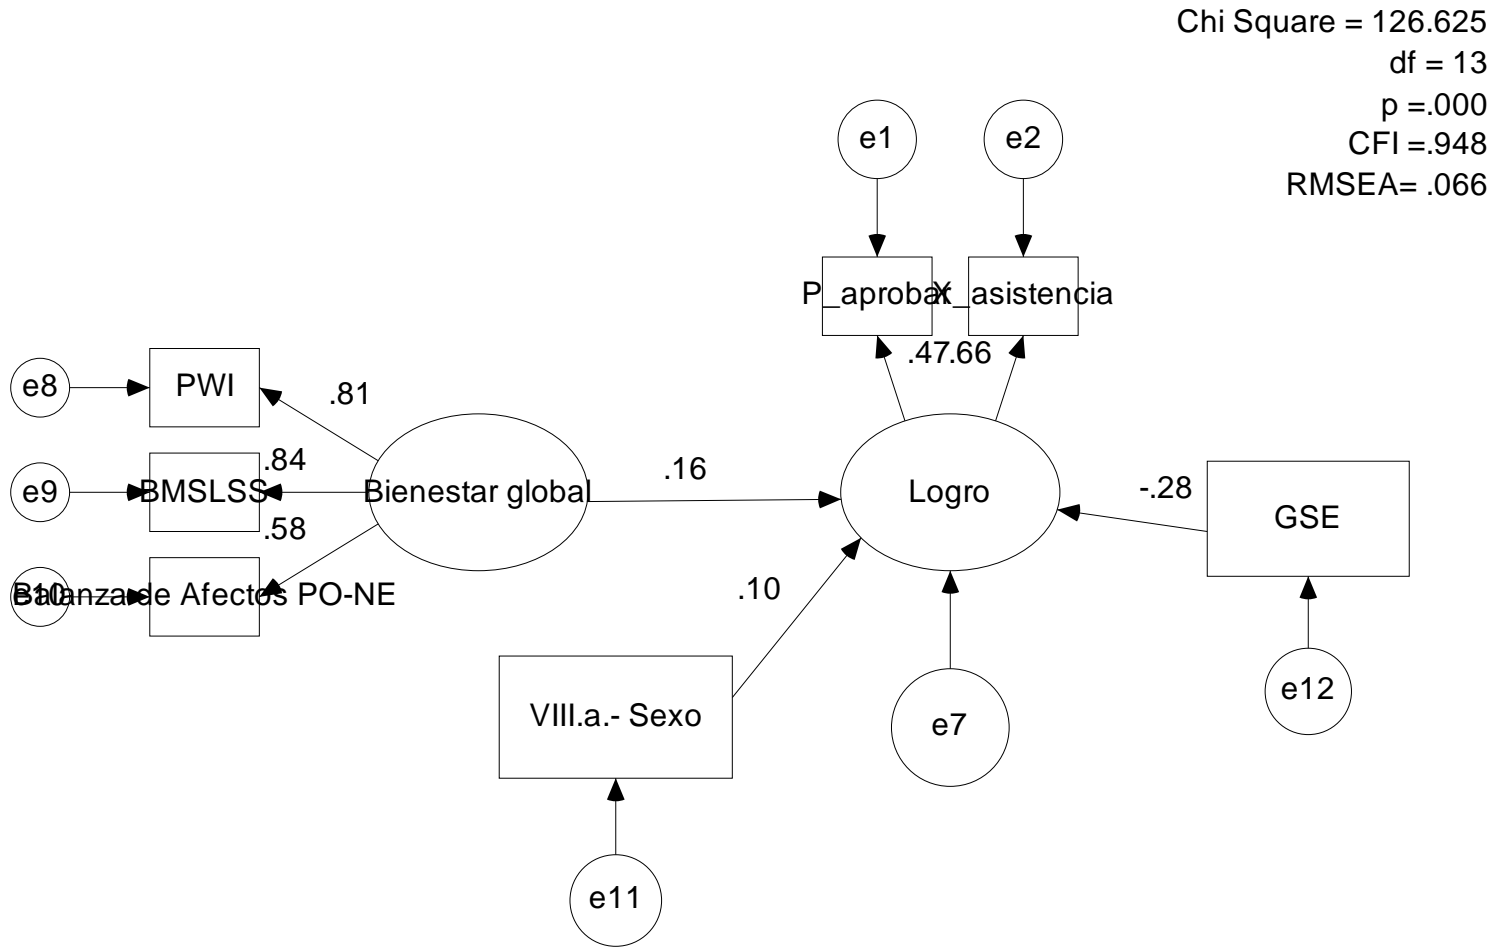 Chi Square = 126.625
df = 13
p =.000
CFI =.948
RMSEA= .066
e1
e2
P_aprobar
X_asistencia
.47
.66
e8
PWI
.81
e9
BMSLSS
.84
Bienestar global
.16
Logro
-.28
GSE
.58
e10
Balanza de Afectos PO-NE
.10
VIII.a.- Sexo
e7
e12
e11